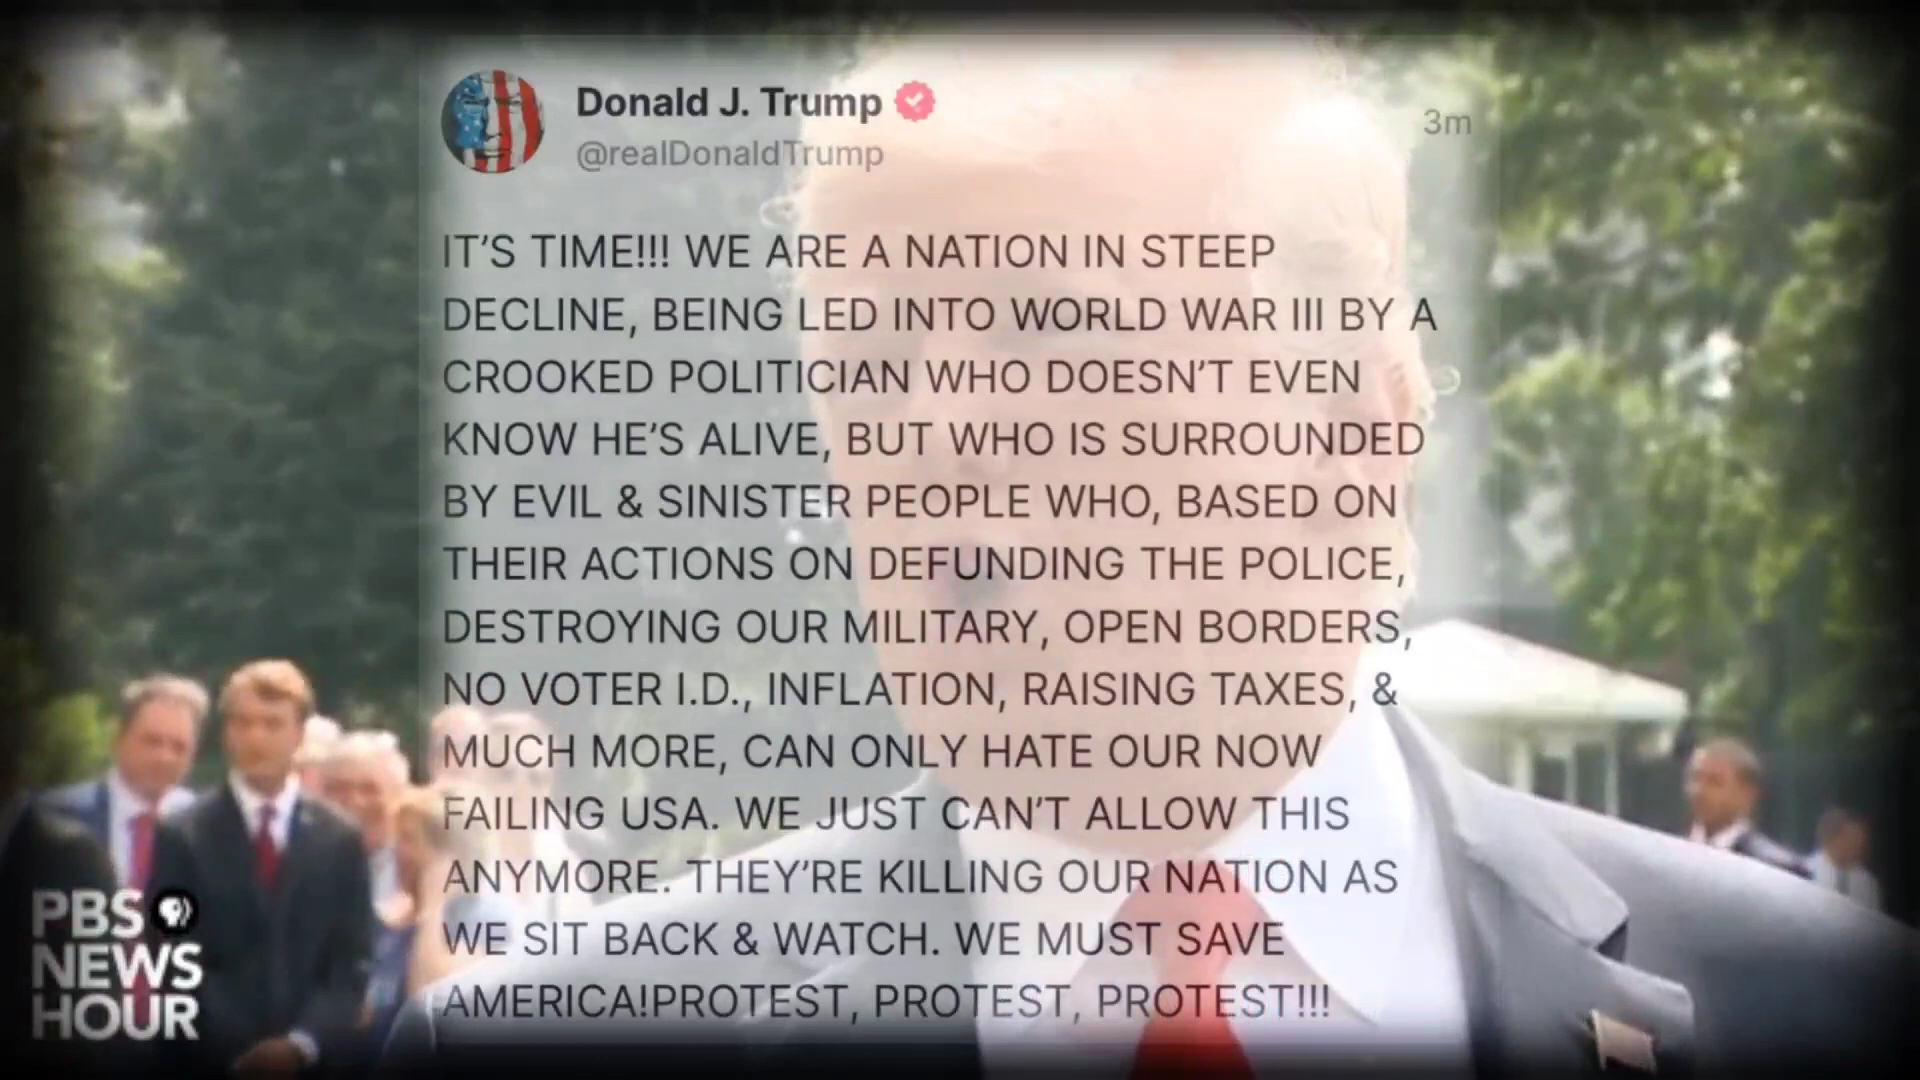 Donald J. Trump
@realDonaldTrump
3m
IT’S TIME!!! WE ARE A NATION IN STEEP
DECLINE, BEING LED INTO WORLD WAR III BY A
CROOKED POLITICIAN WHO DOESN’T EVEN
KNOW HE’S ALIVE, BUT WHO IS SURROUNDED
BY EVIL & SINISTER PEOPLE WHO, BASED ON
THEIR ACTIONS ON DEFUNDING THE POLICE,
DESTROYING OUR MILITARY, OPEN BORDERS,
NO VOTER I.D., INFLATION, RAISING TAXES, &
MUCH MORE, CAN ONLY HATE OUR NOW
FAILING USA. WE JUST CAN’T ALLOW THIS
ANYMORE. THEY’RE KILLING OUR NATION AS
WE SIT BACK & WATCH. WE MUST SAVE
AMERICA!PROTEST, PROTEST, PROTEST!!!
PBS
NEWS
HOUR